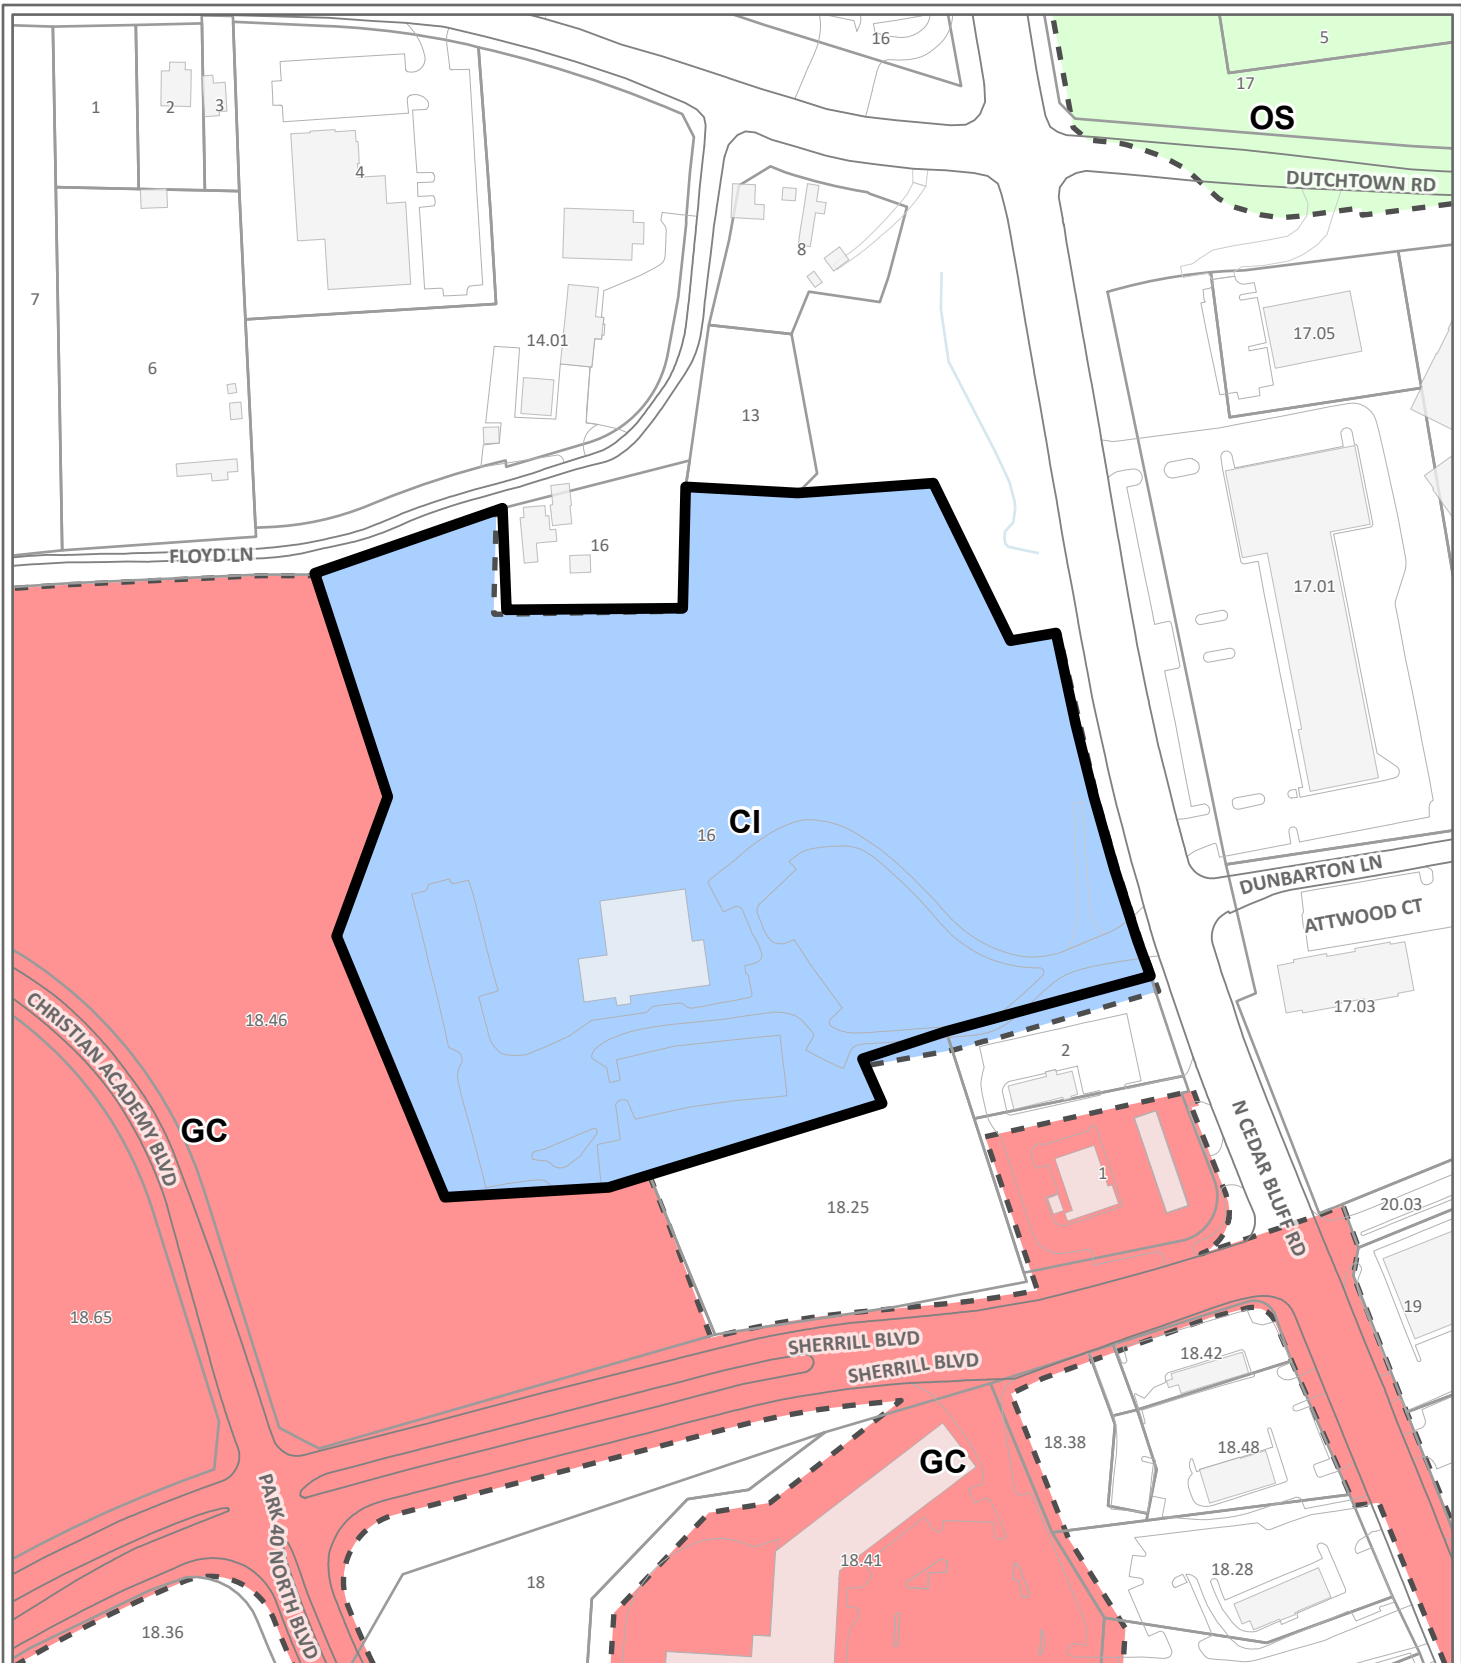 16
5
17
OS
DUTCHTOWN RD
1
2
3
4
8
7
6
14.01
17.05
13
FLOYD LN
16
17.01
CI
16
DUNBARTON LN
ATTWOOD CT
17.03
18.46
CHRISTIAN ACADEMY BLVD
2
GC
1
N CEDAR BLUFF RD
18.25
20.03
18.65
19
SHERRILL BLVD
SHERRILL BLVD
18.42
18.38
18.48
GC
PARK 40 NORTH BLVD
18.41
18
18.28
18.36